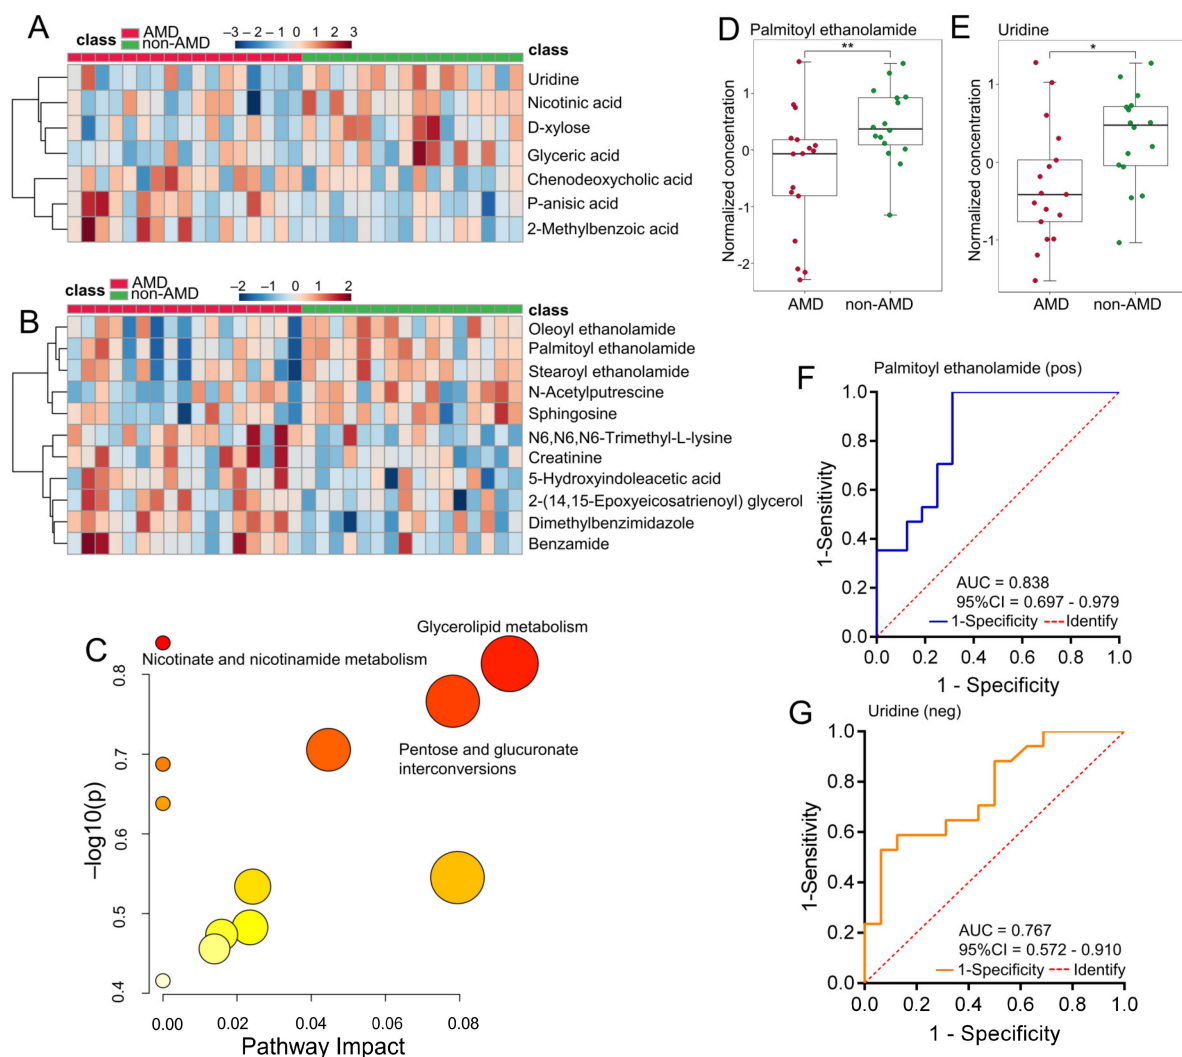 A
class
AMD
non-AMD
−3 − 2 − 1 0 1 2 3
class
Uridine
Nicotinic acid
D-xylose
Glyceric acid
Chenodeoxycholic acid
P-anisic acid
2-Methylbenzoic acid
B
class
AMD
non-AMD
−2 −1 0 1 2
class
Oleoyl ethanolamide
Palmitoyl ethanolamide
Stearoyl ethanolamide
N-Acetylputrescine
Sphingosine
N6,N6,N6-Trimethyl-L-lysine
Creatinine
5-Hydroxyindoleacetic acid
2-(14,15-Epoxyeicosatrienoyl) glycerol
Dimethylbenzimidazole
Benzamide
C
Glycerolipid metabolism
Nicotinate and nicotinamide metabolism
Pentose and glucuronate
interconversions
−log10(p)
0.8
0.7
0.6
0.5
0.4
0.00 0.02 0.04 0.06 0.08
Pathway Impact
D
Palmitoyl ethanolamide
**
Normalized concentration
1
0
-1
-2
AMD non-AMD
E
Uridine
*
Normalized concentration
1
0
-1
AMD non-AMD
F
Palmitoyl ethanolamide (pos)
1-Sensitivity
1.0
0.8
0.6
0.4
0.2
0.0
AUC = 0.838
95%CI = 0.697 - 0.979
1-Specificity Identify
0.0 0.2 0.4 0.6 0.8 1.0
1 - Specificity
G
Uridine (neg)
1-Sensitivity
1.0
0.8
0.6
0.4
0.2
0.0
AUC = 0.767
95%CI = 0.572 - 0.910
1-Specificity Identify
0.0 0.2 0.4 0.6 0.8 1.0
1 - Specificity